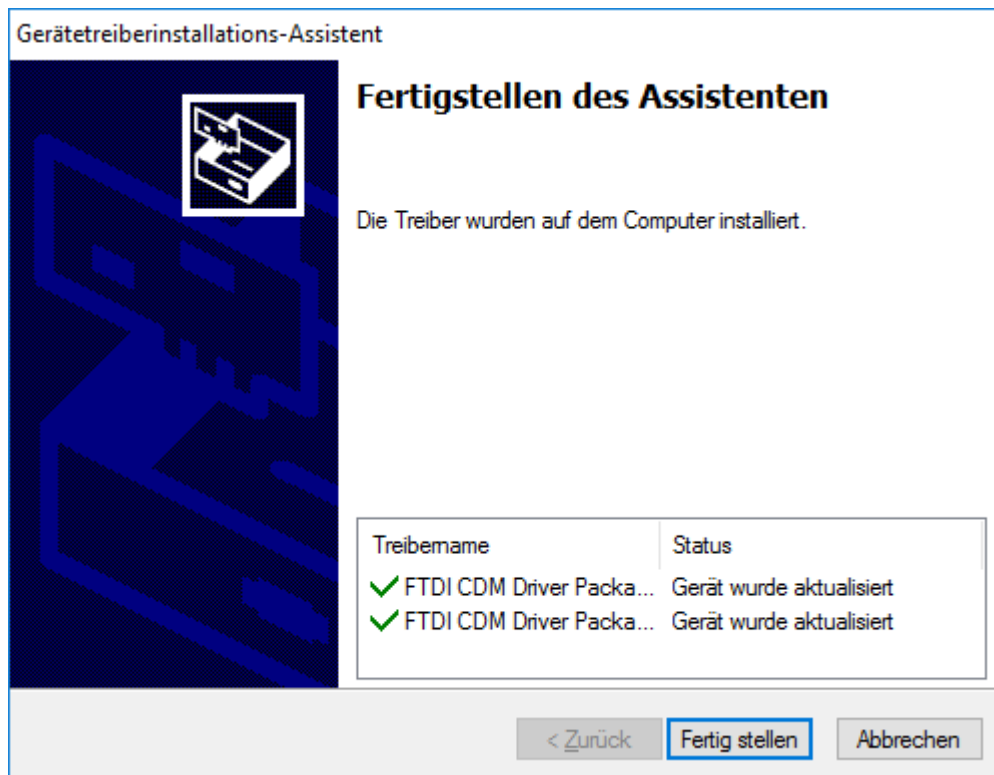 Gerätetreiberinstallations-Assistent
Fertigstellen des Assistenten
Die Treiber wurden auf dem Computer installiert.
Treibername Status
FTDI CDM Driver Packa... Gerät wurde aktualisiert
FTDI CDM Driver Packa... Gerät wurde aktualisiert
< Zurück Fertig stellen Abbrechen